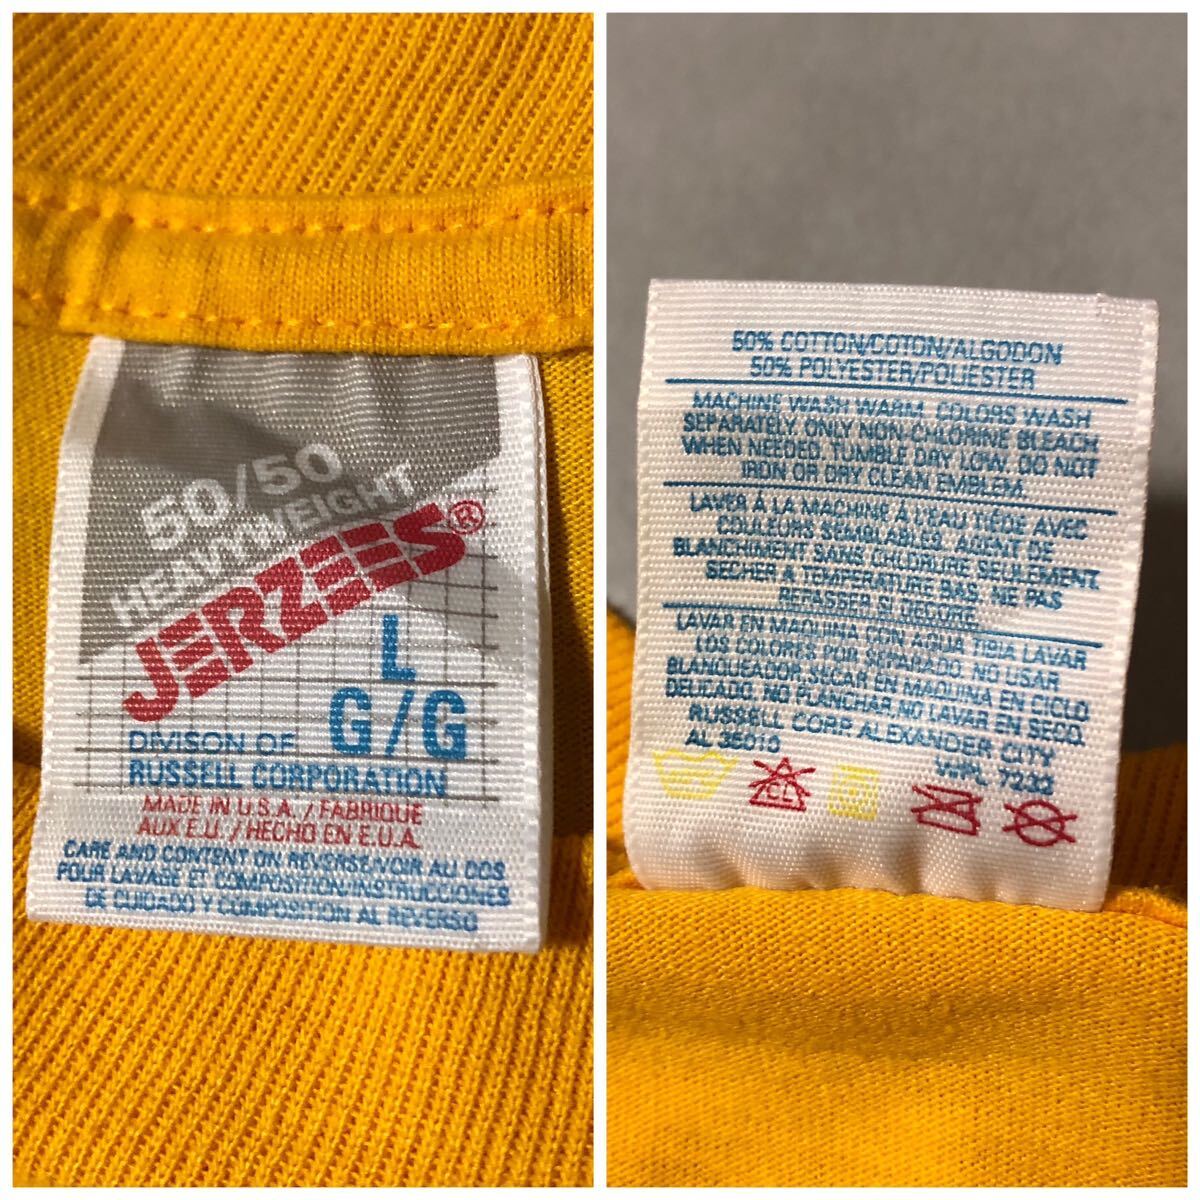 50/50
HEAVYWEIGHT
JERZEES®
L
G/G
DIVISON OF
RUSSELL CORPORATION
MADE IN U.S.A. / FABRIQUE
AUX E.U. / HECHO EN E.U.A.
CARE AND CONTENT ON REVERSE/VOIR AU DOS
POUR LAVAGE ET COMPOSITION/INSTRUCCIONES
DE CUIDADO Y COMPOSITION AL REVERSO
50% COTTON/COTON/ALGODON
50% POLYESTER/POLIESTER
MACHINE WASH WARM, COLORS WASH
SEPARATELY. ONLY NON-CHLORINE BLEACH
WHEN NEEDED. TUMBLE DRY LOW. DO NOT
IRON OR DRY CLEAN EMBLEM.
LAVER À LA MACHINE À L'EAU TIÉDE AVEC
COULEURS SEMBLABLES. AGENT DE
BLANCHIMENT SANS CHLORURE SEULEMENT.
SECHER A TEMPERATURE BAS. NE PAS
REPASSER SI DECORE.
LAVAR EN MAQUINA CON AGUA TIBIA LAVAR
LOS COLORES POR SEPARADO. NO USAR
BLANQUEADOR. SECAR EN MAQUINA EN CICLO
DELICADO. NO PLANCHAR. NO LAVAR EN SECO.
RUSSELL CORP. ALEXANDER CITY
AL 35010 WPL 7233
CL